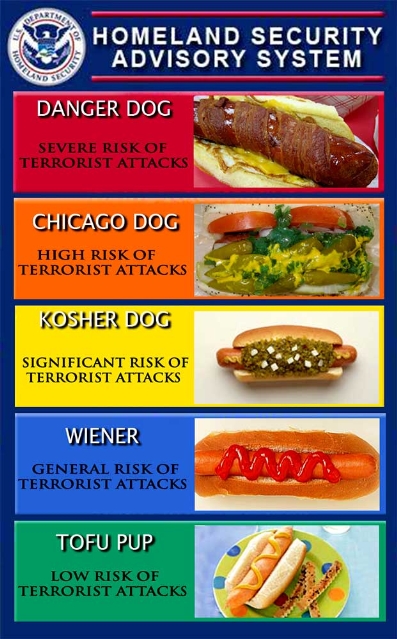 U.S. DEPARTMENT OF
HOMELAND SECURITY
HOMELAND SECURITY
ADVISORY SYSTEM
DANGER DOG
SEVERE RISK OF
TERRORIST ATTACKS
CHICAGO DOG
HIGH RISK OF
TERRORIST ATTACKS
KOSHER DOG
SIGNIFICANT RISK OF
TERRORIST ATTACKS
WIENER
GENERAL RISK OF
TERRORIST ATTACKS
TOFU PUP
LOW RISK OF
TERRORIST ATTACKS